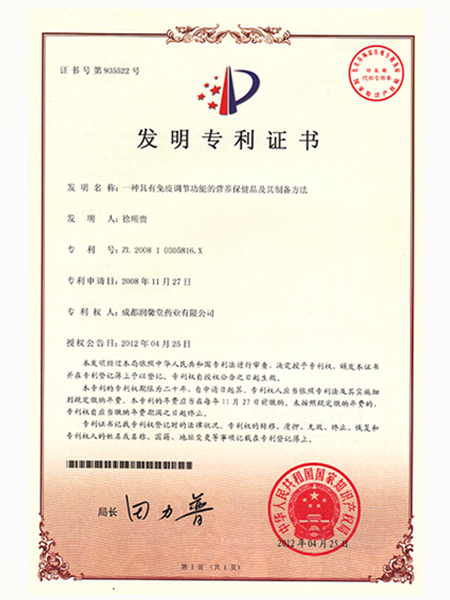 证书号第935522号
发明专利证书
发明名称：一种具有免疫调节功能的营养保健品及其制备方法
发明人：徐顺贵
专利号：ZL 2008 1 0305816.X
专利申请日：2008年11月27日
专利权人：成都润馨堂药业有限公司
授权公告日：2012年04月25日
本发明经过本局依照中华人民共和国专利法进行审查，决定授予专利权，颁发本证书
并在专利登记簿上予以登记。专利权自授权公告之日起生效。
本专利的专利权期限为二十年，自申请日起算。专利权人应当依照专利法及其实施细
则规定缴纳年费。本专利的年费应当在每年11月27日前缴纳。未按照规定缴纳年费的，
专利权自应当缴纳年费期满之日起终止。
专利证书记载专利权登记时的法律状况。专利权的转移、质押、无效、终止、恢复和
专利权人的姓名或名称、国籍、地址变更等事项记载在专利登记簿上。
局长 田力普
中华人民共和国国家知识产权局
2012年04月25日
第1页（共1页）